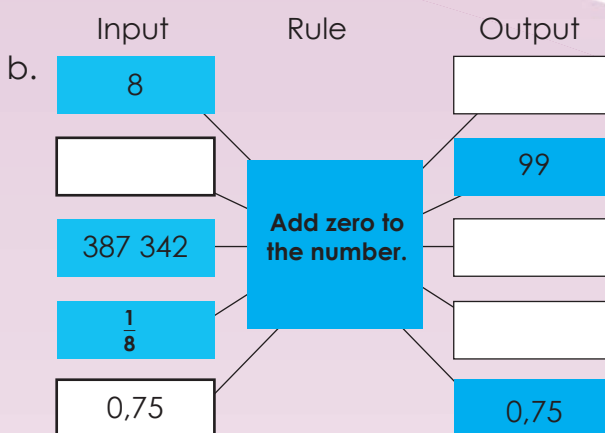 Input Rule Output
b.
8
99
Add zero to
the number.
387 342
1/8
0,75 0,75